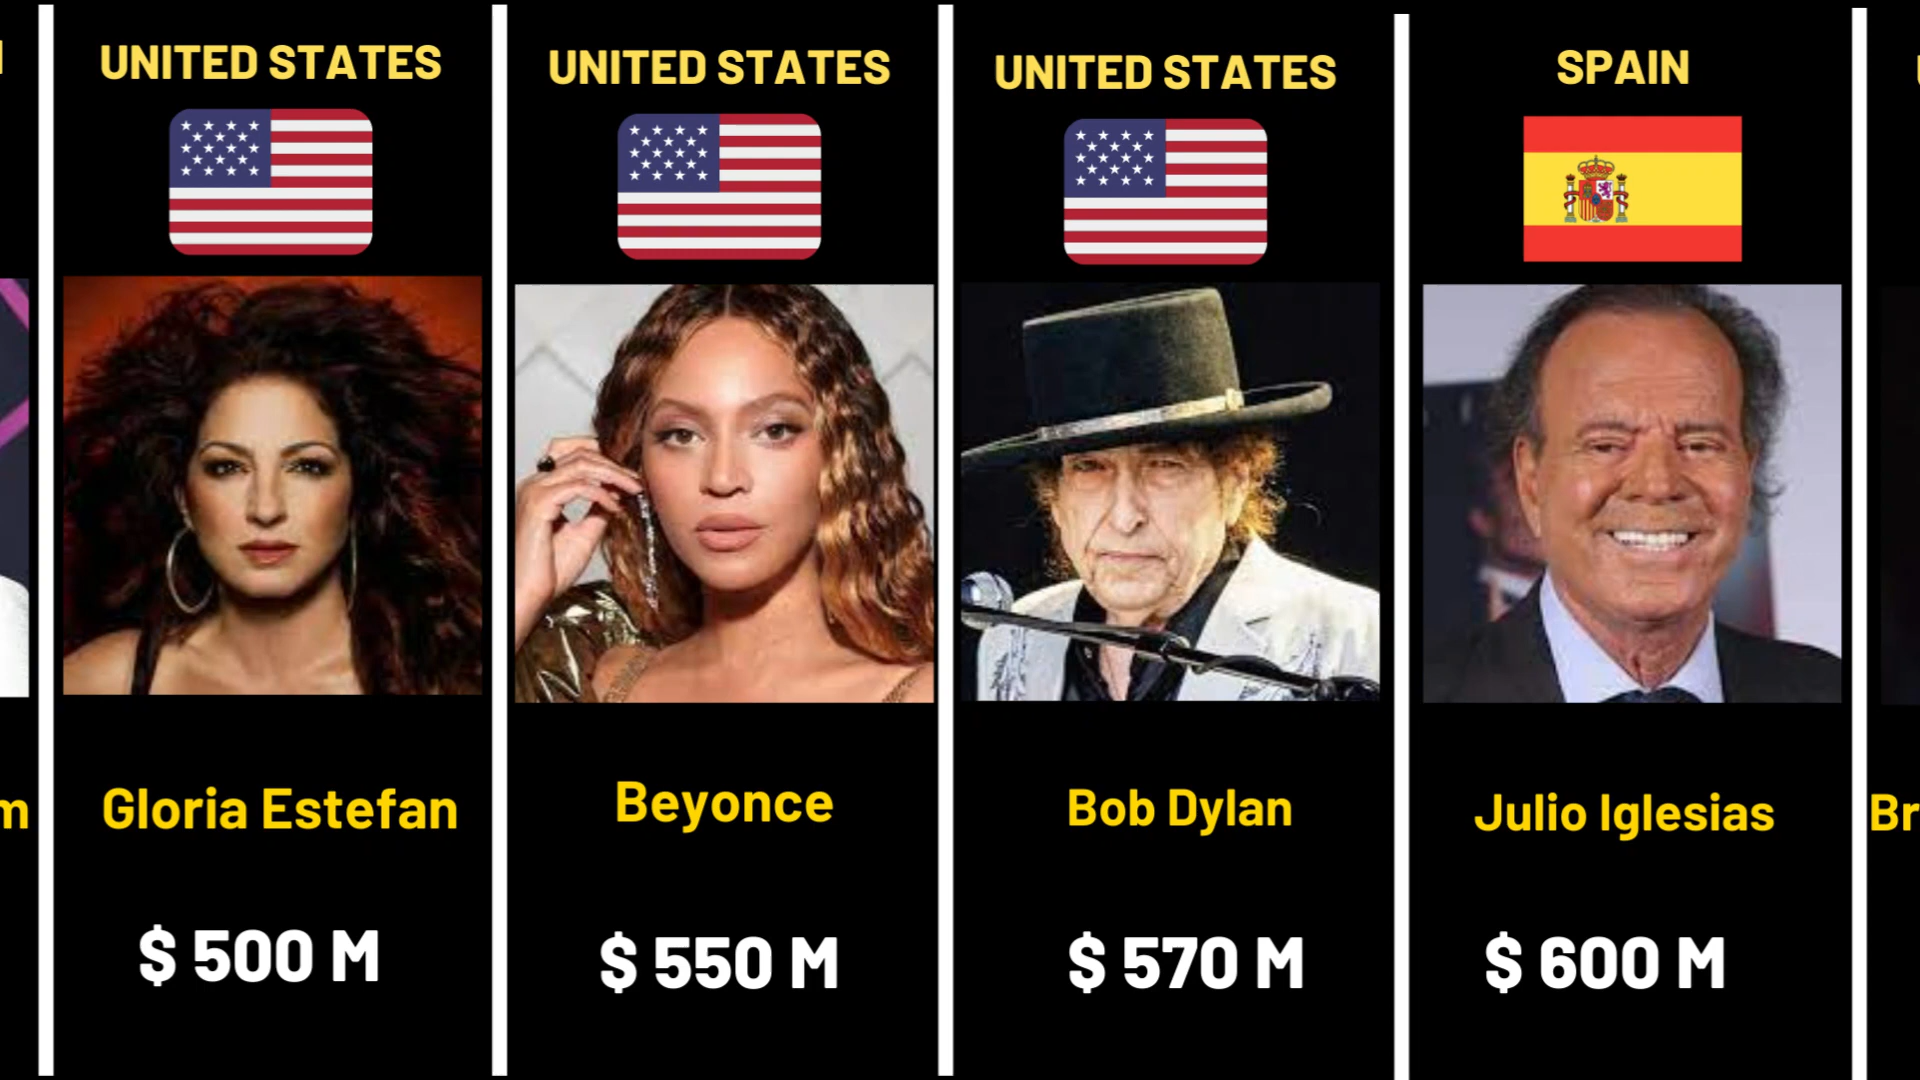 UNITED STATES
Gloria Estefan
$ 500 M
UNITED STATES
Beyonce
$ 550 M
UNITED STATES
Bob Dylan
$ 570 M
SPAIN
Julio Iglesias
$ 600 M